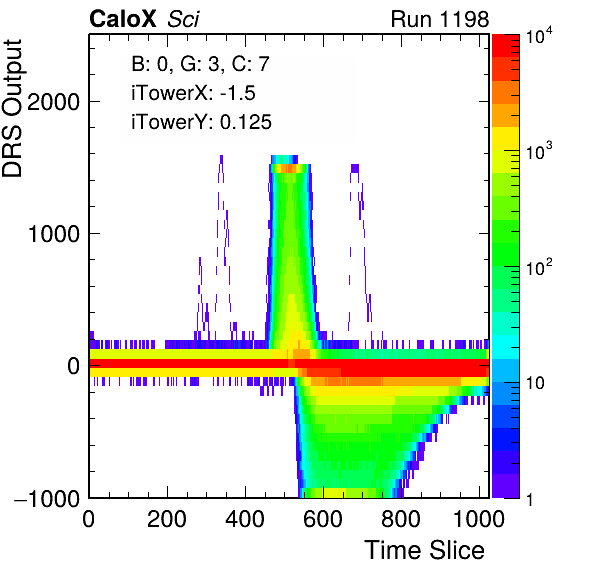 CaloX Sci
Run 1198
B: 0, G: 3, C: 7
iTowerX: -1.5
iTowerY: 0.125
DRS Output
2000
1000
0
−1000
0 200 400 600 800 1000
Time Slice
10^4
10^3
10^2
10
1